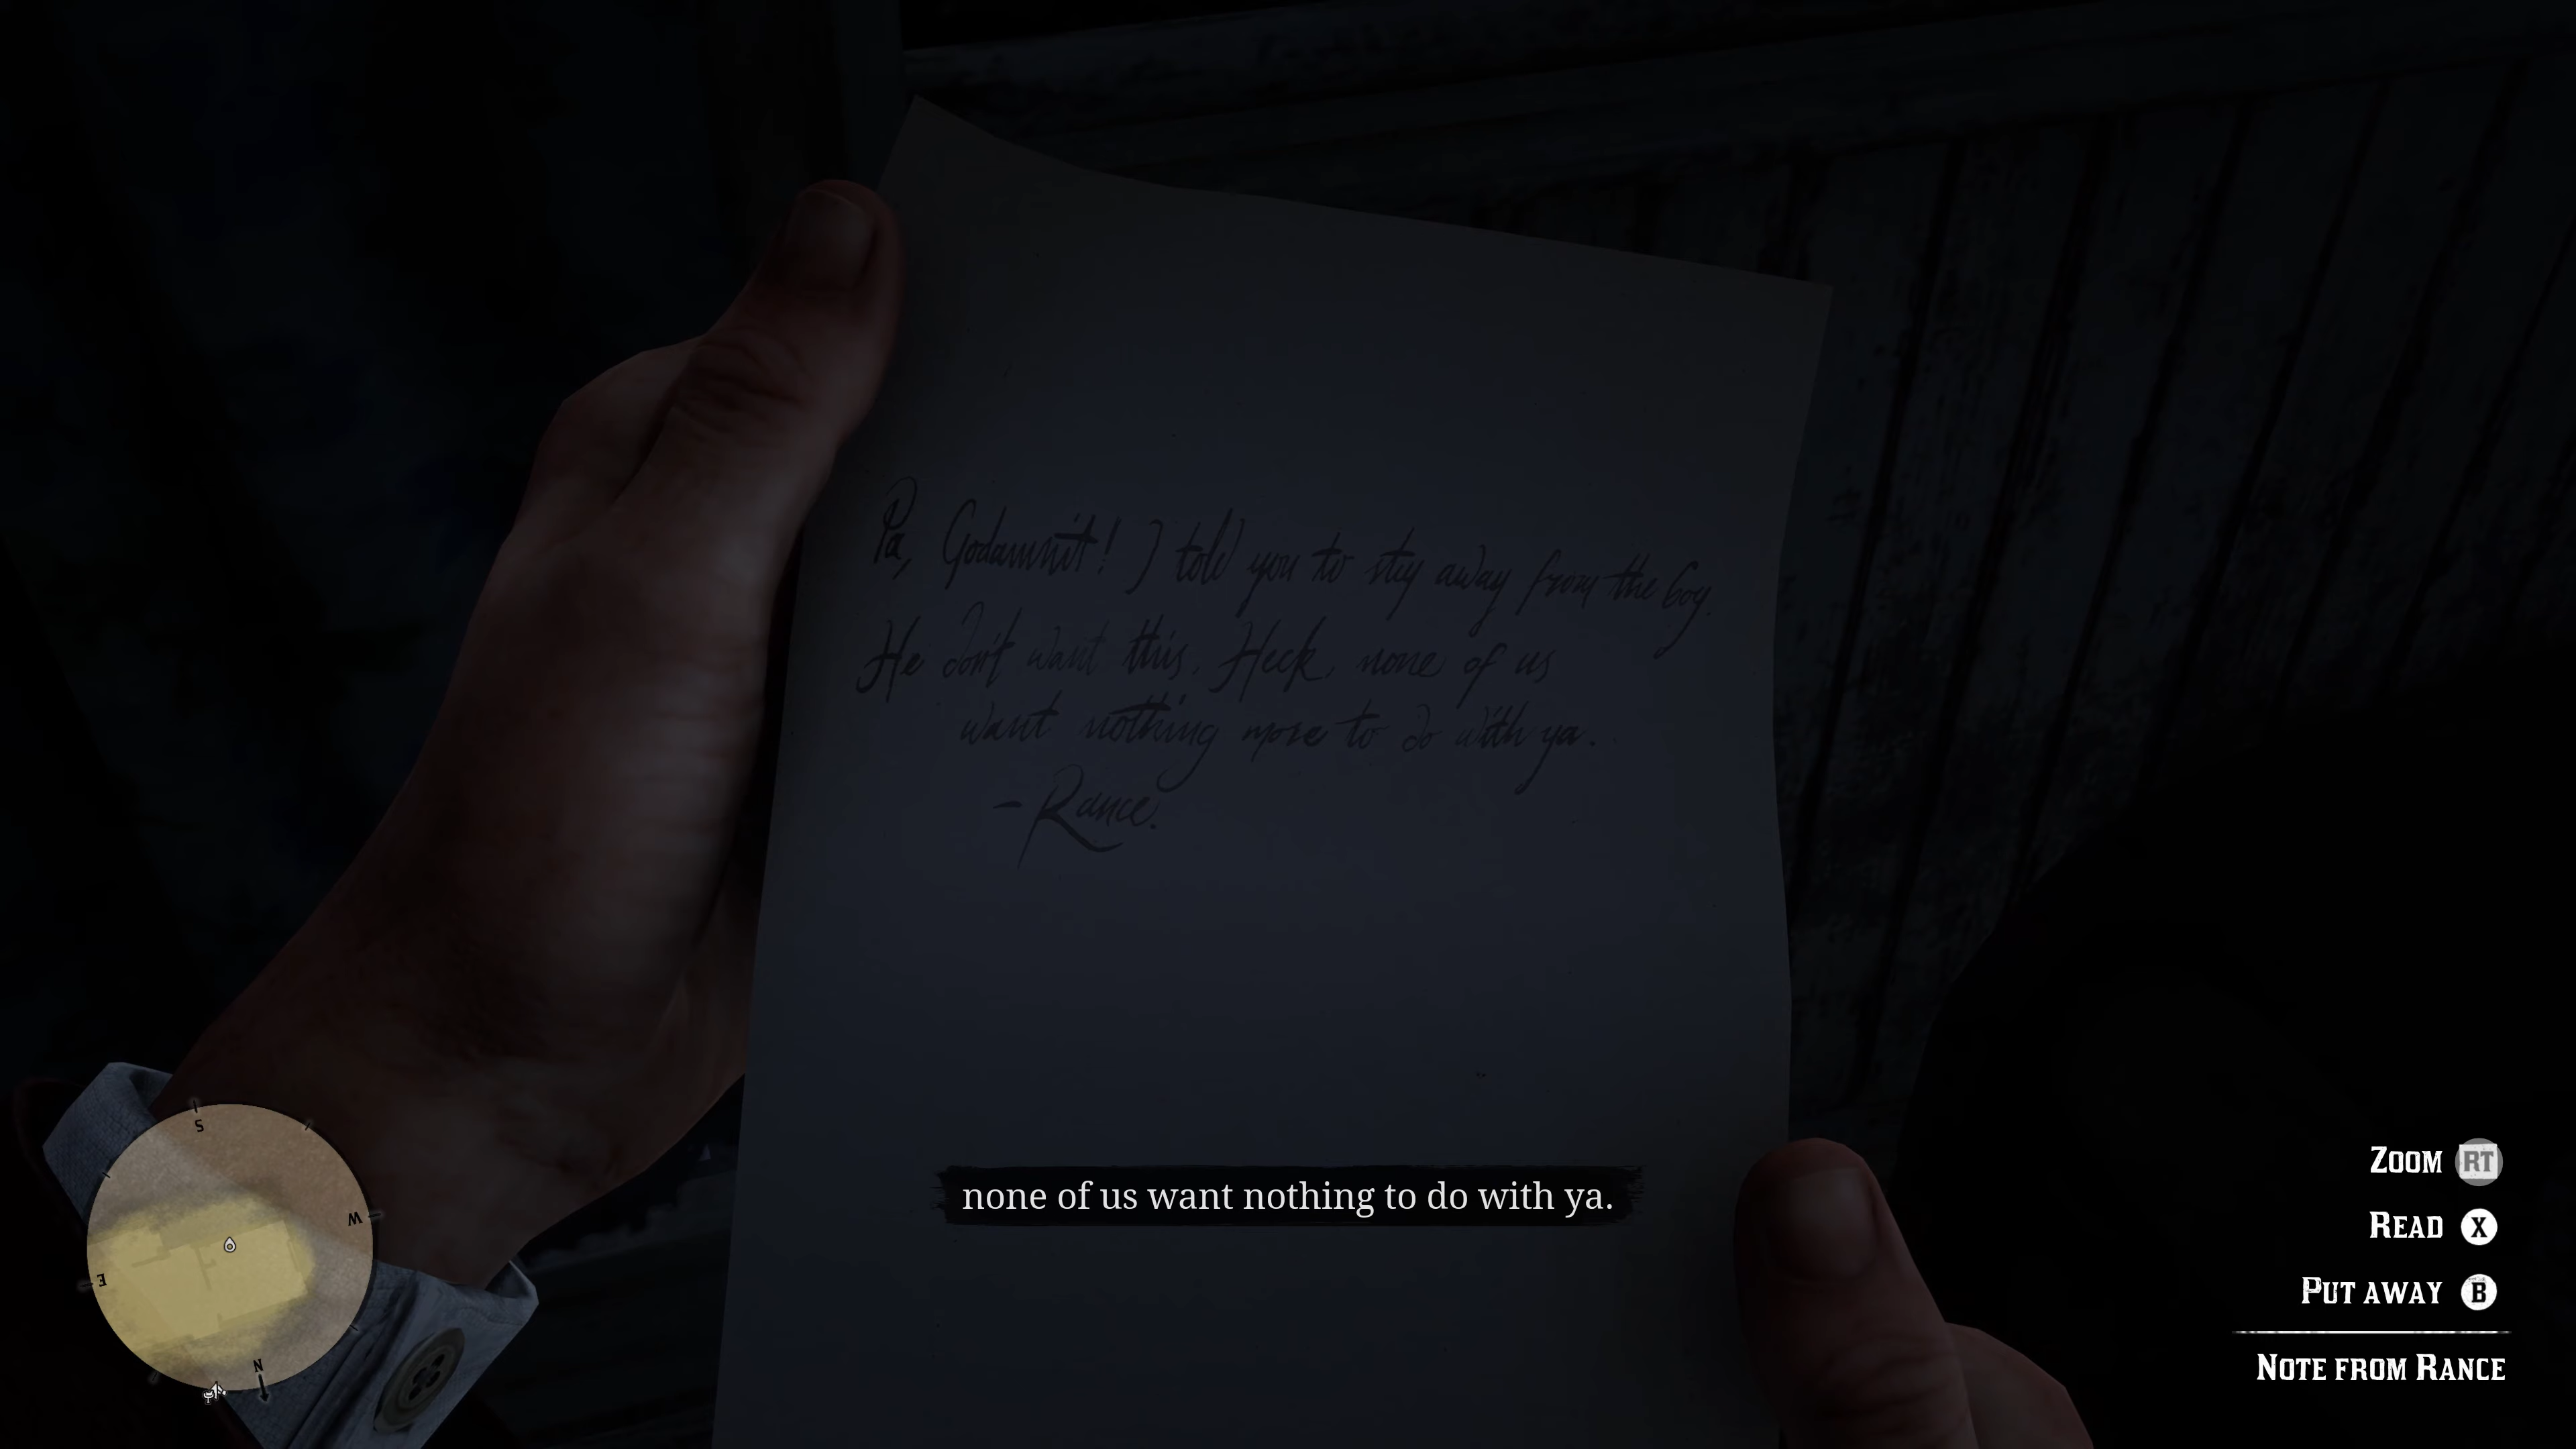 Pa, Godamnit! I told you to stay away from the boy.
He don't want this. Heck, none of us
want nothing more to do with ya.
- Rance.
none of us want nothing to do with ya.
S
W
E
N
ZOOM RT
READ X
PUT AWAY B
NOTE FROM RANCE